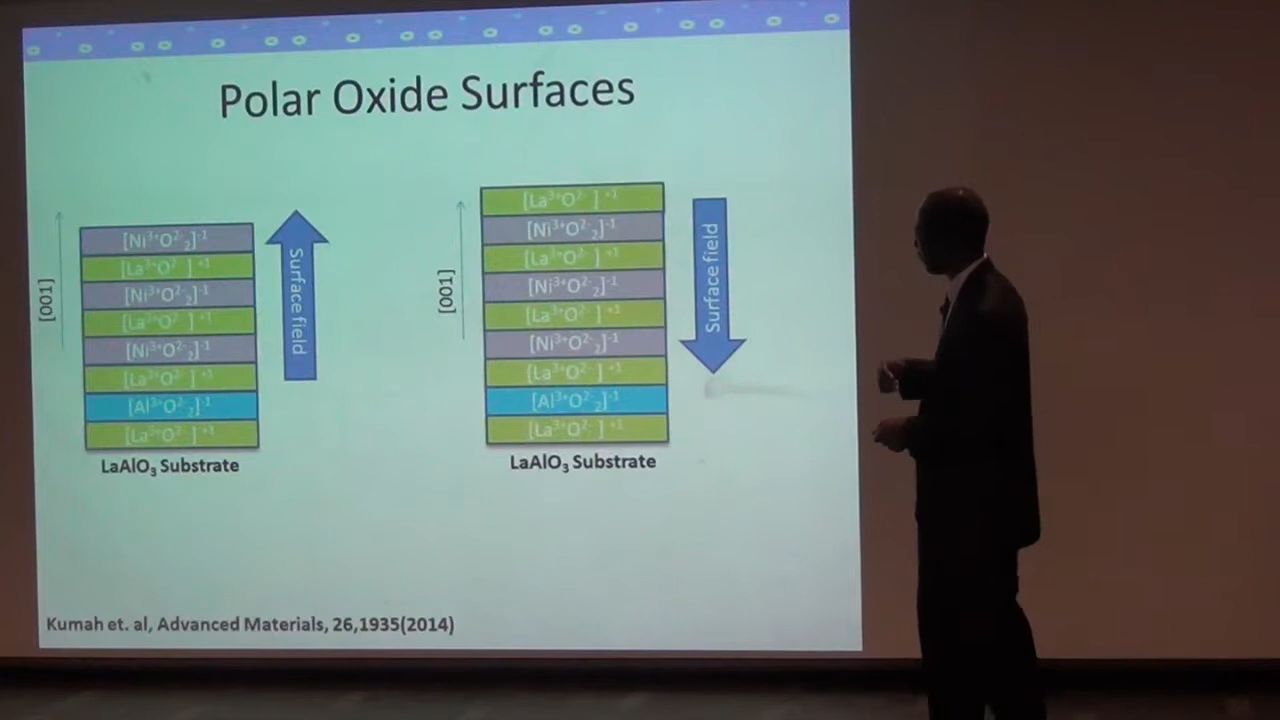 Polar Oxide Surfaces
[001]
[Ni³⁺O²⁻₂]⁻¹
[La³⁺O²⁻]⁺¹
[Ni³⁺O²⁻₂]⁻¹
[La³⁺O²⁻]⁺¹
[Ni³⁺O²⁻₂]⁻¹
[La³⁺O²⁻]⁺¹
[Al³⁺O²⁻₂]⁻¹
[La³⁺O²⁻]⁺¹
LaAlO₃ Substrate
Surface field
[001]
[La³⁺O²⁻]⁺¹
[Ni³⁺O²⁻₂]⁻¹
[La³⁺O²⁻]⁺¹
[Ni³⁺O²⁻₂]⁻¹
[La³⁺O²⁻]⁺¹
[Ni³⁺O²⁻₂]⁻¹
[La³⁺O²⁻]⁺¹
[Al³⁺O²⁻₂]⁻¹
[La³⁺O²⁻]⁺¹
LaAlO₃ Substrate
Surface field
Kumah et. al, Advanced Materials, 26,1935(2014)